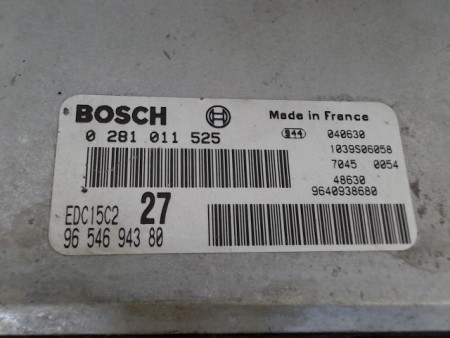 BOSCH
0 281 011 525
EDC15C2 27
96 546 943 80
Made in France
944 040630
1039S06058
7045 0054
48630
9640938680